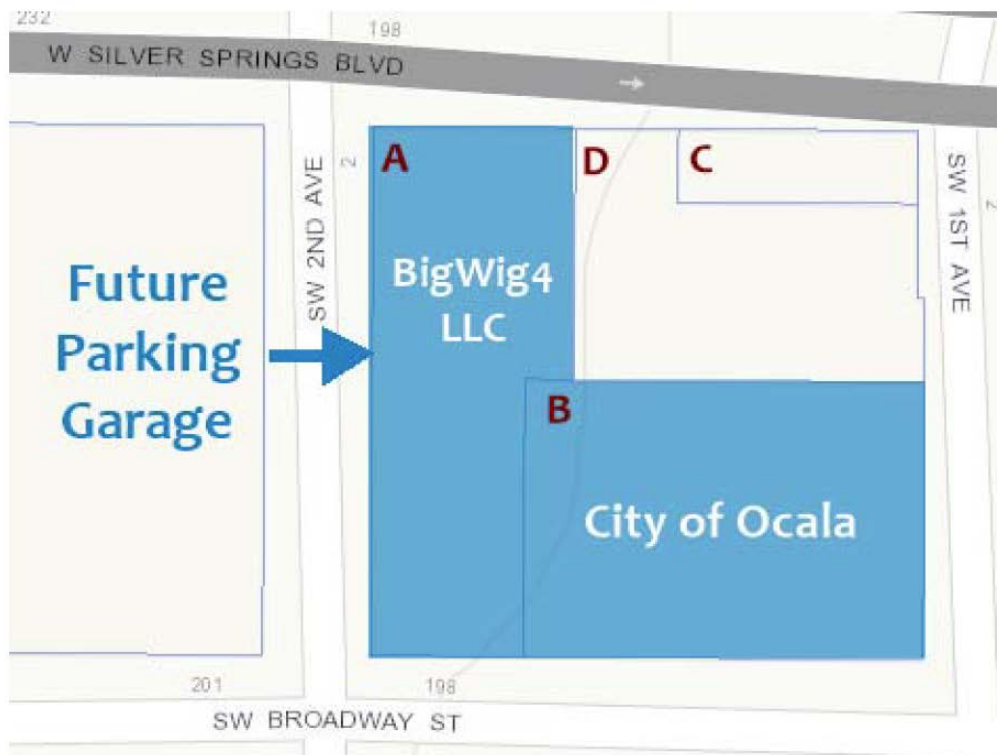 232
198
W SILVER SPRINGS BLVD
SW 2ND AVE
2
A
D
C
SW 1ST AVE
2
BigWig4
LLC
Future
Parking
Garage
B
City of Ocala
201
198
SW BROADWAY ST